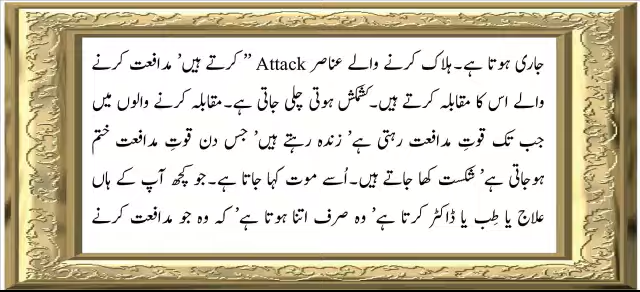 جاری ہوتا ہے۔ ہلاک کرنے والے عناصر Attack ’’ کرتے ہیں’ مدافعت کرنے
والے اس کا مقابلہ کرتے ہیں۔ کشمکش ہوتی چلی جاتی ہے۔ مقابلہ کرنے والوں میں
جب تک قوتِ مدافعت رہتی ہے’ زندہ رہتے ہیں’ جس دن قوتِ مدافعت ختم
ہوجاتی ہے’ شکست کھا جاتے ہیں۔ اُسے موت کہا جاتا ہے۔ جو کچھ آپ کے ہاں
علاج یا طِب یا ڈاکٹر کرتا ہے’ وہ صرف اتنا ہوتا ہے’ کہ وہ جو مدافعت کرنے